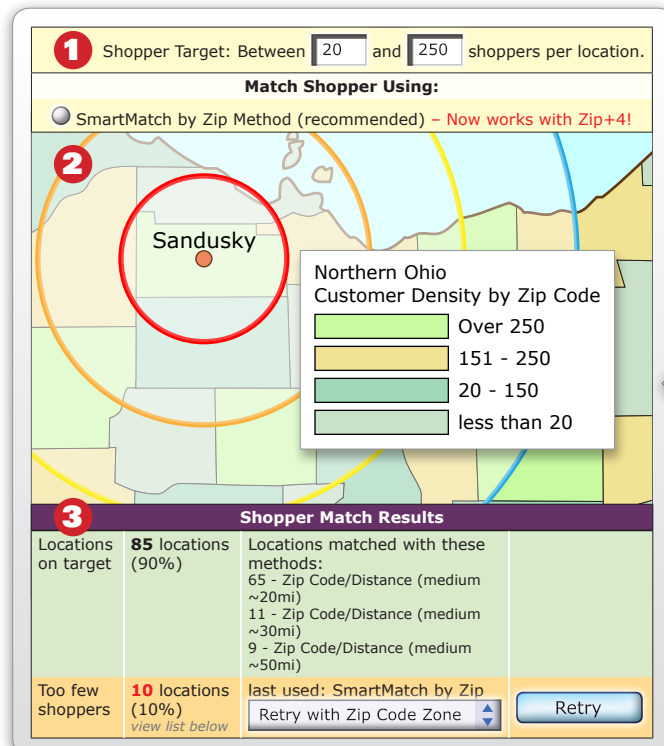 1 Shopper Target: Between 20 and 250 shoppers per location.
Match Shopper Using:
SmartMatch by Zip Method (recommended) – Now works with Zip+4!
2
Sandusky
Northern Ohio
Customer Density by Zip Code
Over 250
151 - 250
20 - 150
less than 20
3 Shopper Match Results
Locations
on target
85 locations
(90%)
Locations matched with these
methods:
65 - Zip Code/Distance (medium
~20mi)
11 - Zip Code/Distance (medium
~30mi)
9 - Zip Code/Distance (medium
~50mi)
Too few
shoppers
10 locations
(10%)
view list below
last used: SmartMatch by Zip
Retry with Zip Code Zone
Retry